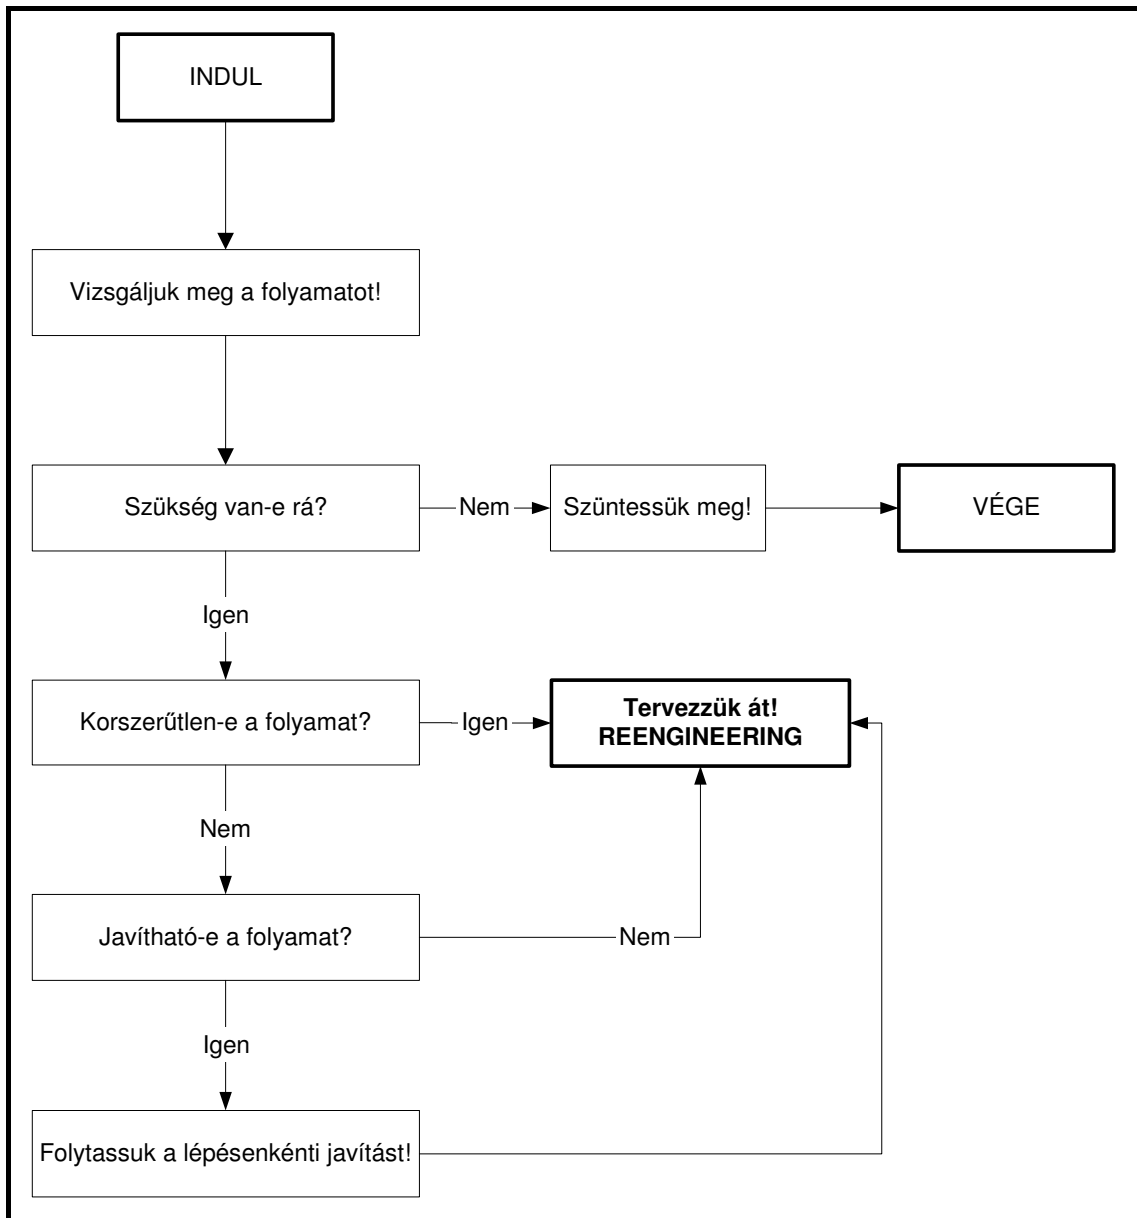 INDUL
Vizsgáljuk meg a folyamatot!
Szükség van-e rá?
Nem
Szüntessük meg!
VÉGE
Igen
Korszerűtlen-e a folyamat?
Igen
Tervezzük át!
REENGINEERING
Nem
Javítható-e a folyamat?
Nem
Igen
Folytassuk a lépésenkénti javítást!